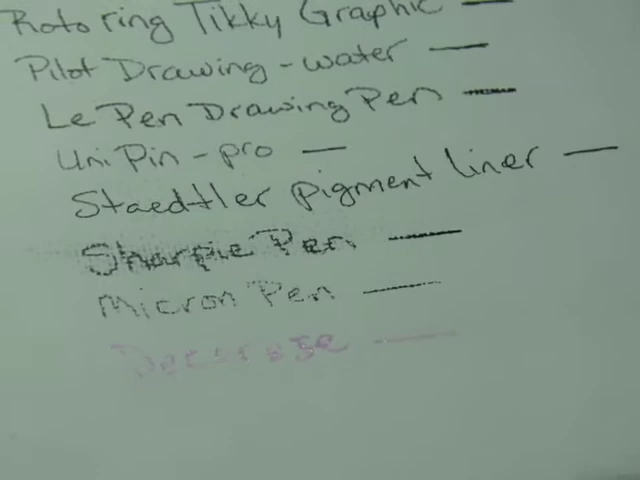 Rotoring Tikky Graphic —
Pilot Drawing - water —
Le Pen Drawing Pen —
Uni Pin - pro —
Staedtler pigment liner —
Sharpie Pen —
Micron Pen —